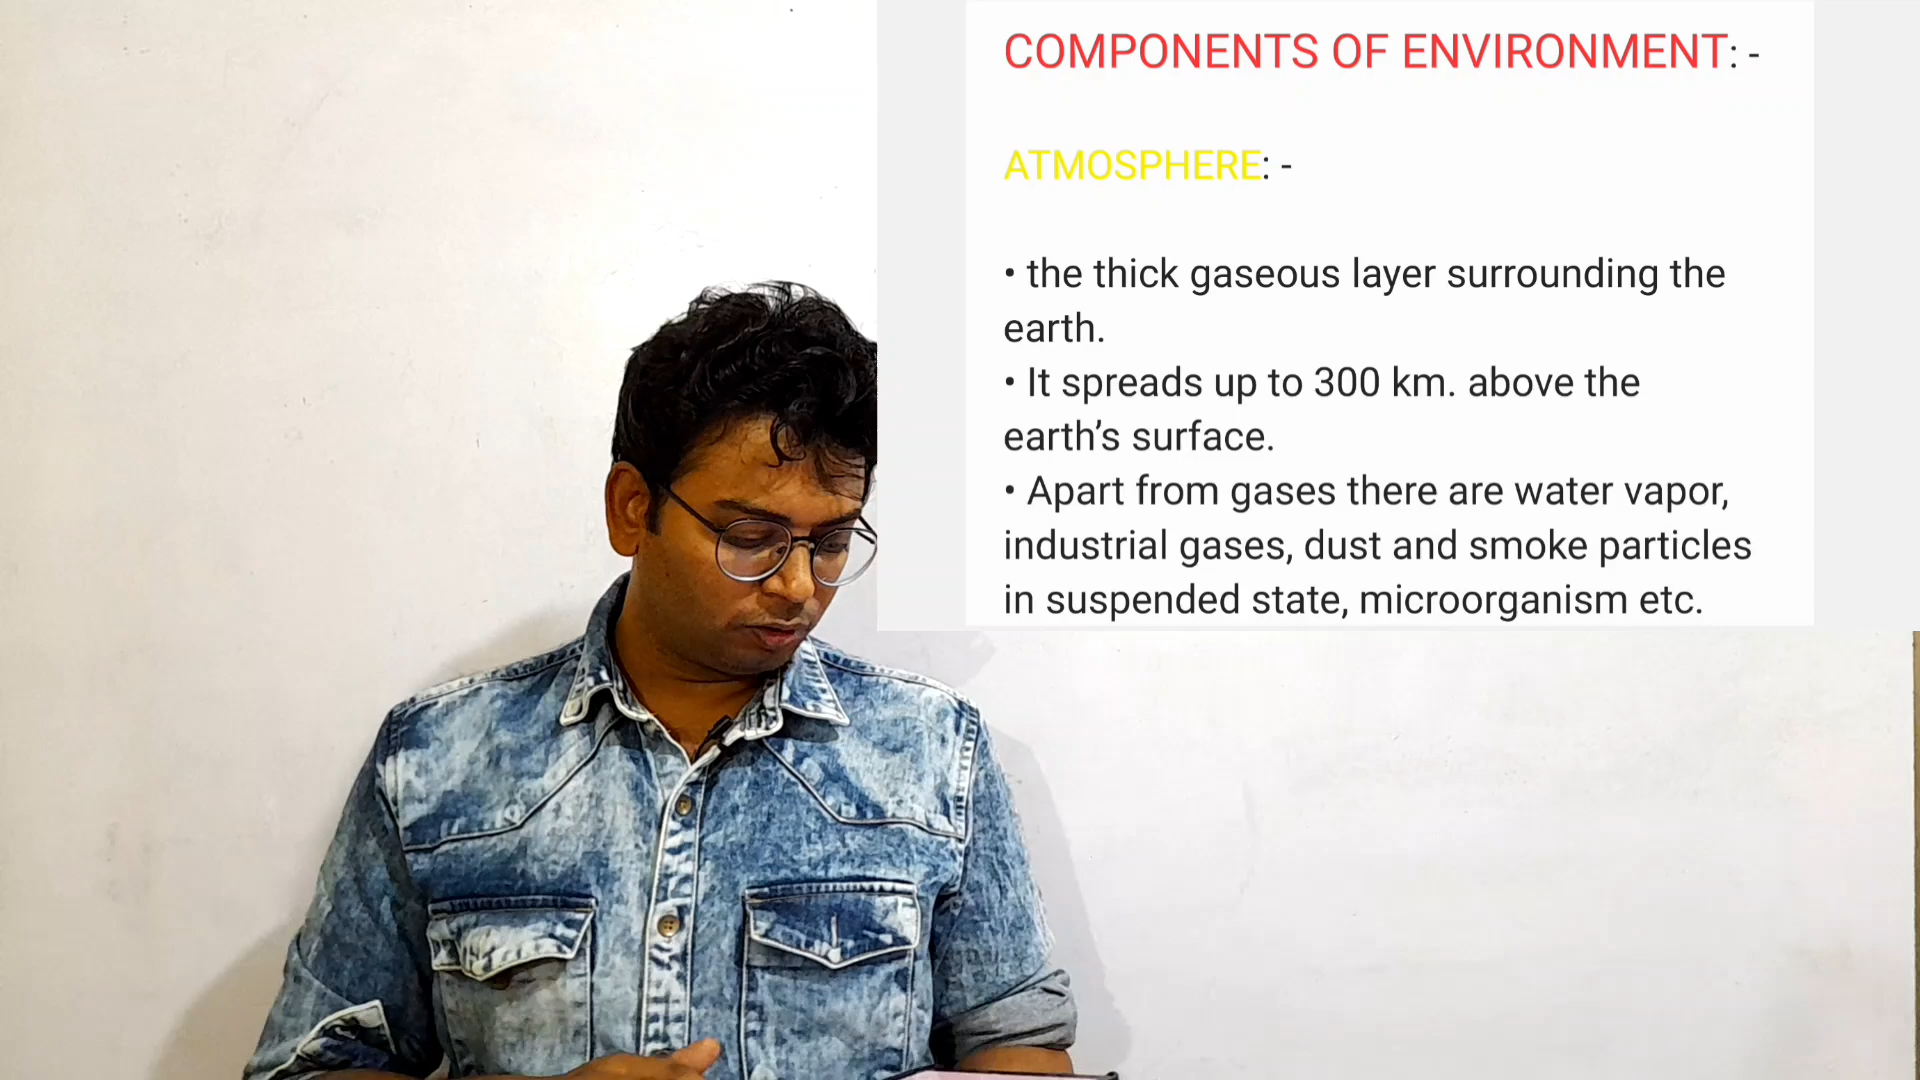 COMPONENTS OF ENVIRONMENT: -
ATMOSPHERE: -
• the thick gaseous layer surrounding the
earth.
• It spreads up to 300 km. above the
earth’s surface.
• Apart from gases there are water vapor,
industrial gases, dust and smoke particles
in suspended state, microorganism etc.